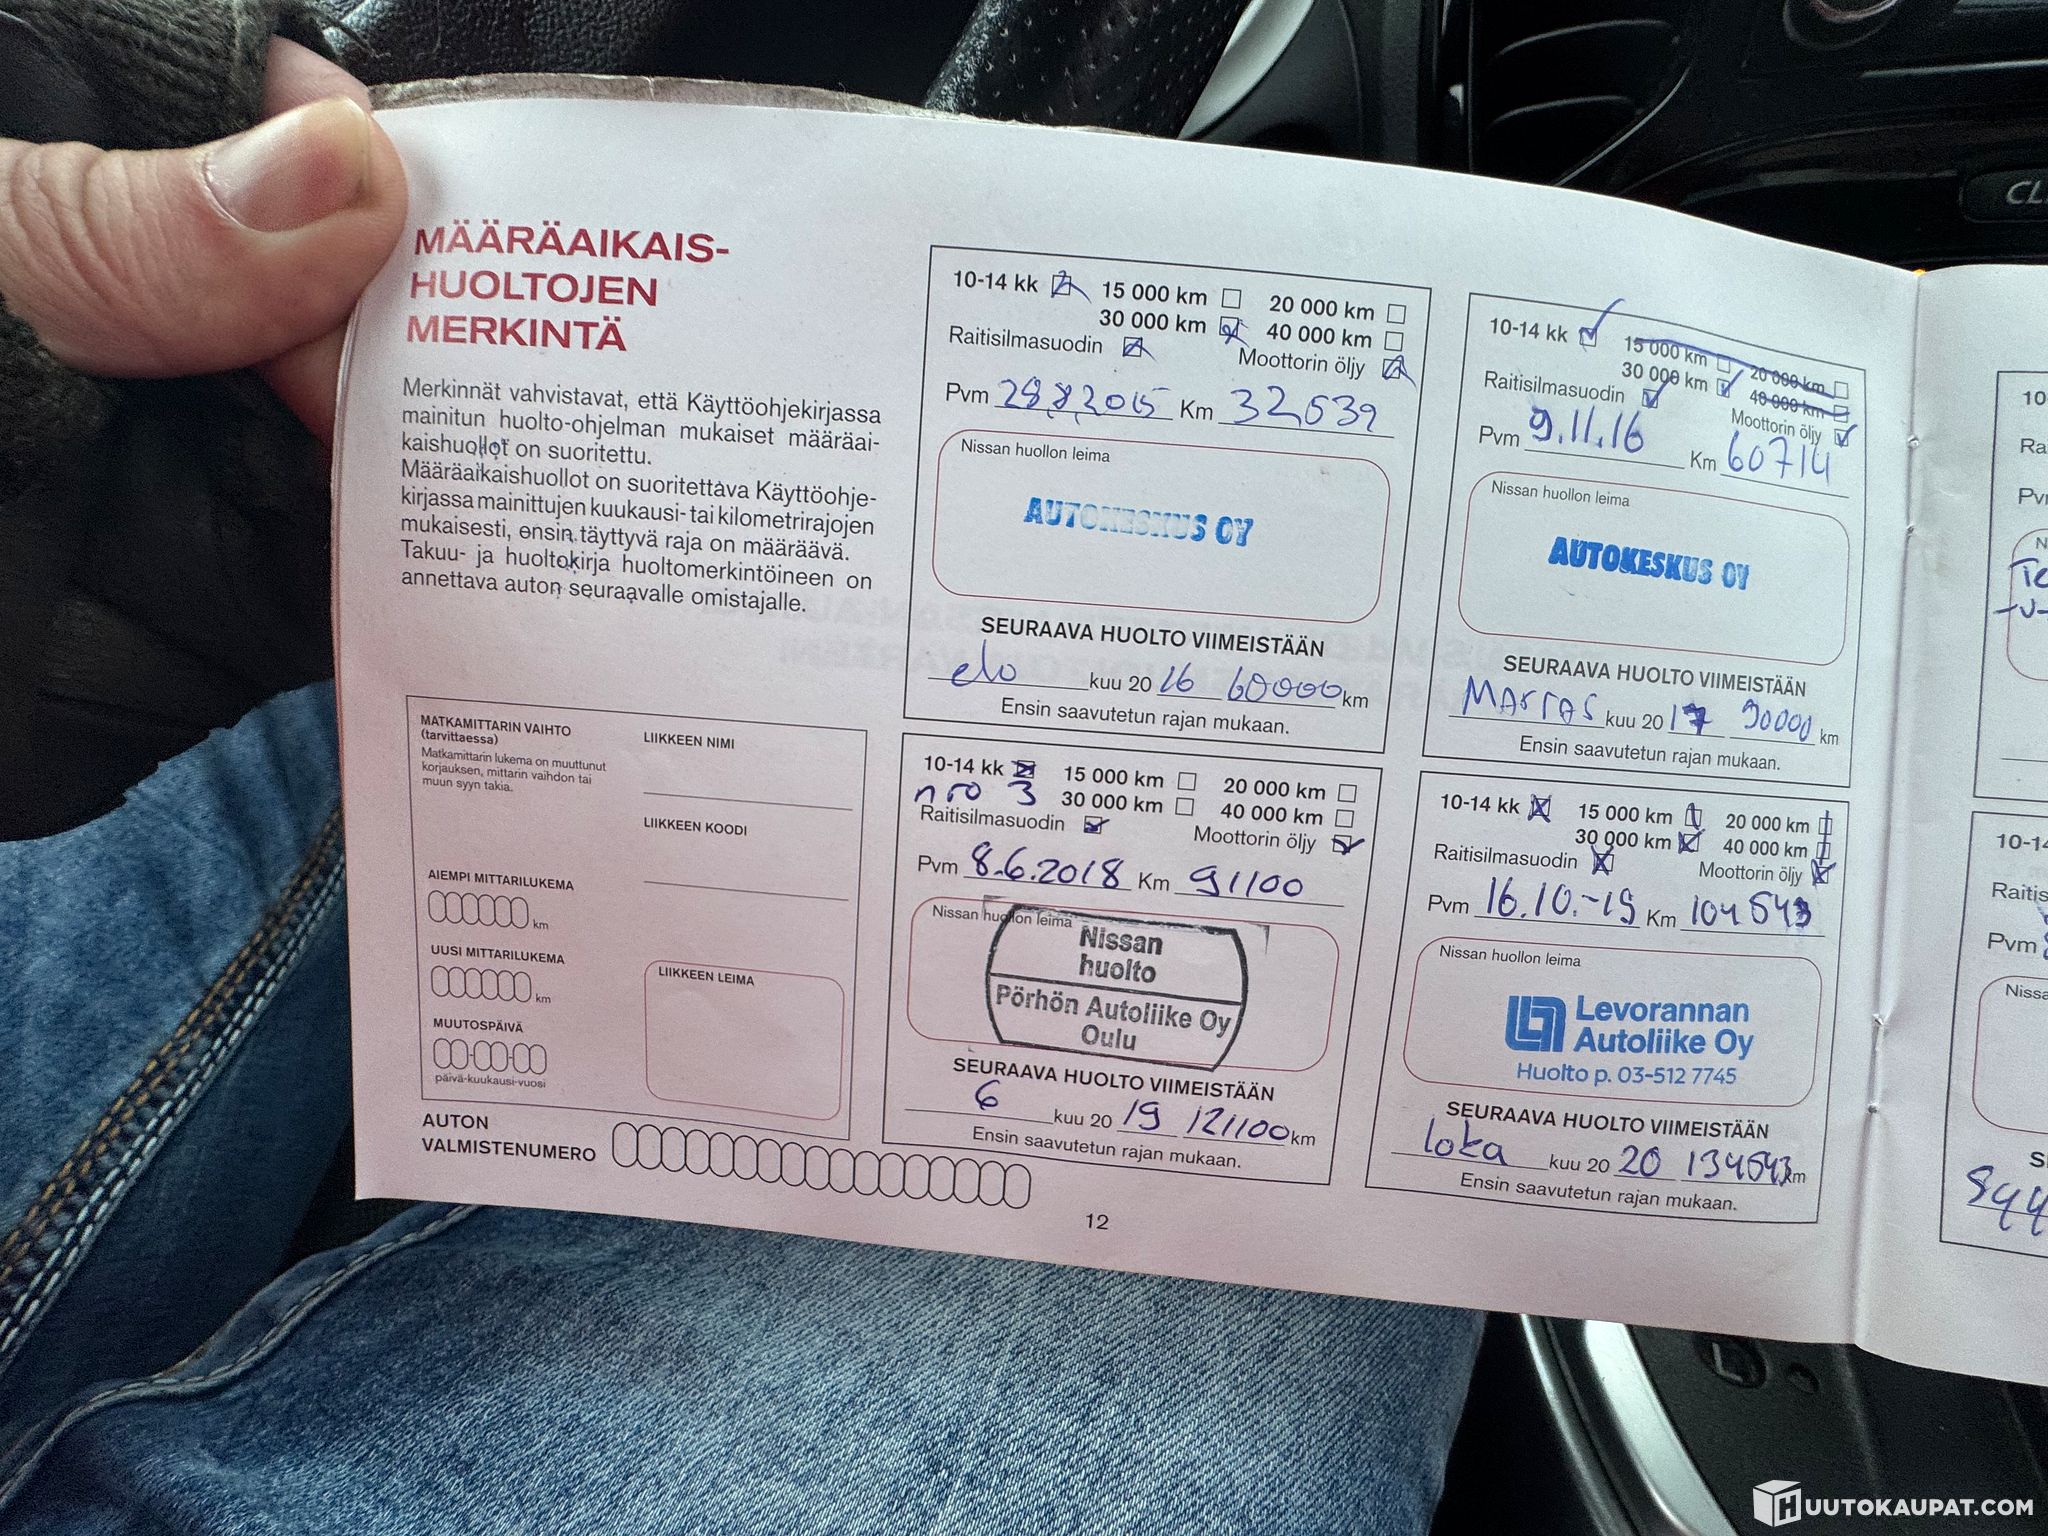 MÄÄRÄAIKAIS-
HUOLTOJEN
MERKINTÄ
Merkinnät vahvistavat, että Käyttöohjekirjassa
mainitun huolto-ohjelman mukaiset määräai-
kaishuollot on suoritettu.
Määräaikaishuollot on suoritettava Käyttöohje-
kirjassa mainittujen kuukausi- tai kilometrirajojen
mukaisesti, ensin täyttyvä raja on määräävä.
Takuu- ja huoltokirja huoltomerkintöineen on
annettava auton seuraavalle omistajalle.
MATKAMITTARIN VAIHTO
(tarvittaessa)
Matkamittarin lukema on muuttunut
korjauksen, mittarin vaihdon tai
muun syyn takia.
LIIKKEEN NIMI
LIIKKEEN KOODI
AIEMPI MITTARILUKEMA
km
UUSI MITTARILUKEMA
km
MUUTOSPÄIVÄ
päivä-kuukausi-vuosi
LIIKKEEN LEIMA
AUTON
VALMISTENUMERO
10-14 kk 15 000 km 20 000 km
30 000 km 40 000 km
Raitisilmasuodin Moottorin öljy
Pvm 28.8.2015 Km 32539
Nissan huollon leima
AUTOKESKUS OY
SEURAAVA HUOLTO VIIMEISTÄÄN
elo kuu 20 16 60000 km
Ensin saavutetun rajan mukaan.
10-14 kk 15 000 km 20 000 km
30 000 km 40 000 km
Raitisilmasuodin Moottorin öljy
Pvm 9.11.16 Km 60714
Nissan huollon leima
AUTOKESKUS OY
SEURAAVA HUOLTO VIIMEISTÄÄN
MARRAS kuu 20 17 90000 km
Ensin saavutetun rajan mukaan.
10-14 kk 15 000 km 20 000 km
nro 3 30 000 km 40 000 km
Raitisilmasuodin Moottorin öljy
Pvm 8.6.2018 Km 91100
Nissan huollon leima
Nissan
huolto
Pörhön Autoliike Oy
Oulu
SEURAAVA HUOLTO VIIMEISTÄÄN
6 kuu 20 19 121100 km
Ensin saavutetun rajan mukaan.
10-14 kk 15 000 km 20 000 km
30 000 km 40 000 km
Raitisilmasuodin Moottorin öljy
Pvm 16.10.-19 Km 104543
Nissan huollon leima
Levorannan
Autoliike Oy
Huolto p. 03-512 7745
SEURAAVA HUOLTO VIIMEISTÄÄN
loka kuu 20 20 134543 km
Ensin saavutetun rajan mukaan.
12
HUUTOKAUPAT.COM